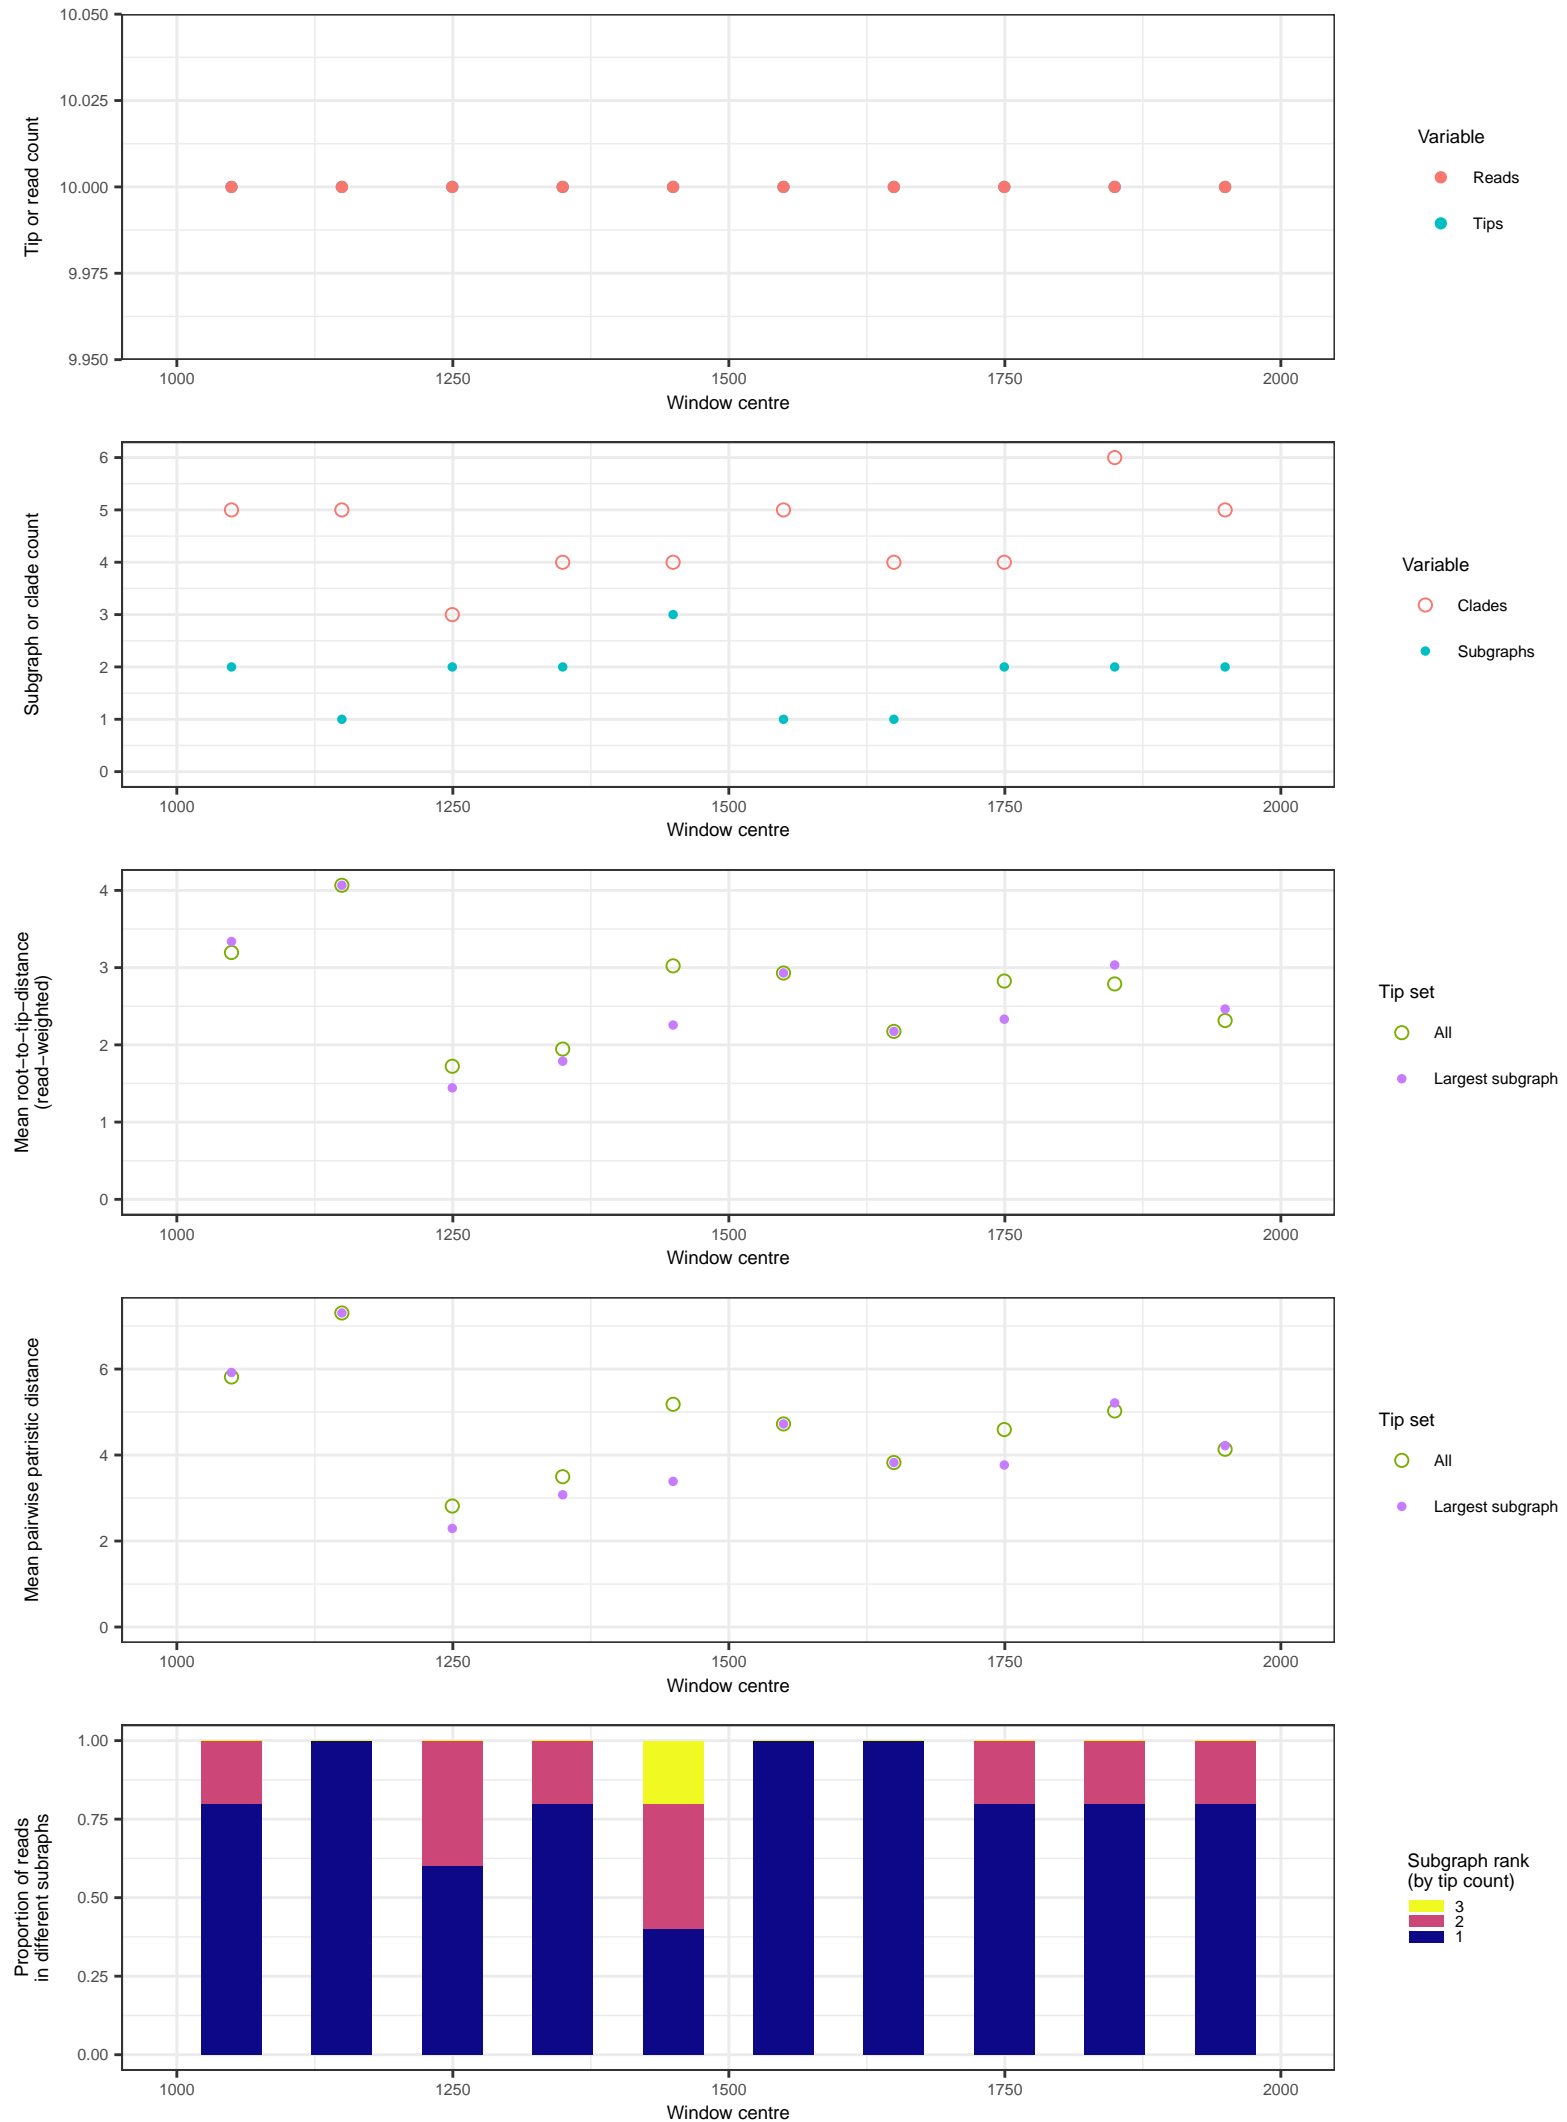 10.050
10.025
10.000
9.975
9.950
Tip or read count
1000 1250 1500 1750 2000
Window centre
Variable
Reads
Tips
6
5
4
3
2
1
0
Subgraph or clade count
1000 1250 1500 1750 2000
Window centre
Variable
Clades
Subgraphs
4
3
2
1
0
Mean root−to−tip−distance
(read−weighted)
1000 1250 1500 1750 2000
Window centre
Tip set
All
Largest subgraph
6
4
2
0
Mean pairwise patristic distance
1000 1250 1500 1750 2000
Window centre
Tip set
All
Largest subgraph
1.00
0.75
0.50
0.25
0.00
Proportion of reads
in different subraphs
1000 1250 1500 1750 2000
Window centre
Subgraph rank
(by tip count)
3
2
1